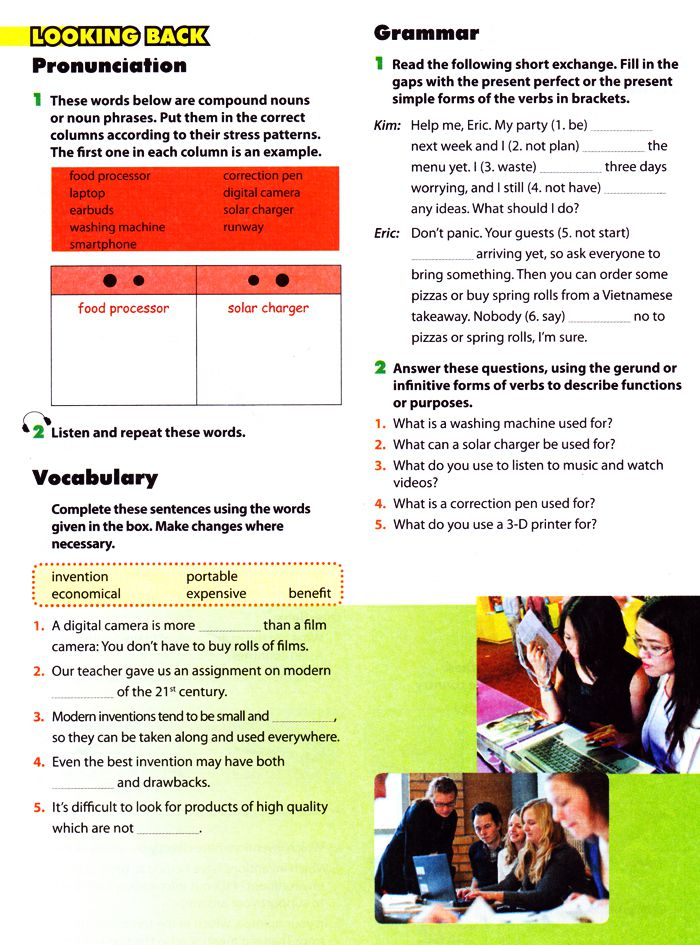 LOOKING BACK
Pronunciation
1 These words below are compound nouns
or noun phrases. Put them in the correct
columns according to their stress patterns.
The first one in each column is an example.
food processor correction pen
laptop digital camera
earbuds solar charger
washing machine runway
smartphone
food processor solar charger
2 Listen and repeat these words.
Vocabulary
Complete these sentences using the words
given in the box. Make changes where
necessary.
invention portable
economical expensive benefit
1. A digital camera is more ____________ than a film
camera: You don't have to buy rolls of films.
2. Our teacher gave us an assignment on modern
____________ of the 21st century.
3. Modern inventions tend to be small and ____________,
so they can be taken along and used everywhere.
4. Even the best invention may have both
____________ and drawbacks.
5. It's difficult to look for products of high quality
which are not ____________.
Grammar
1 Read the following short exchange. Fill in the
gaps with the present perfect or the present
simple forms of the verbs in brackets.
Kim: Help me, Eric. My party (1. be) ____________
next week and I (2. not plan) ____________ the
menu yet. I (3. waste) ____________ three days
worrying, and I still (4. not have) ____________
any ideas. What should I do?
Eric: Don't panic. Your guests (5. not start)
____________ arriving yet, so ask everyone to
bring something. Then you can order some
pizzas or buy spring rolls from a Vietnamese
takeaway. Nobody (6. say) ____________ no to
pizzas or spring rolls, I'm sure.
2 Answer these questions, using the gerund or
infinitive forms of verbs to describe functions
or purposes.
1. What is a washing machine used for?
2. What can a solar charger be used for?
3. What do you use to listen to music and watch
videos?
4. What is a correction pen used for?
5. What do you use a 3-D printer for?